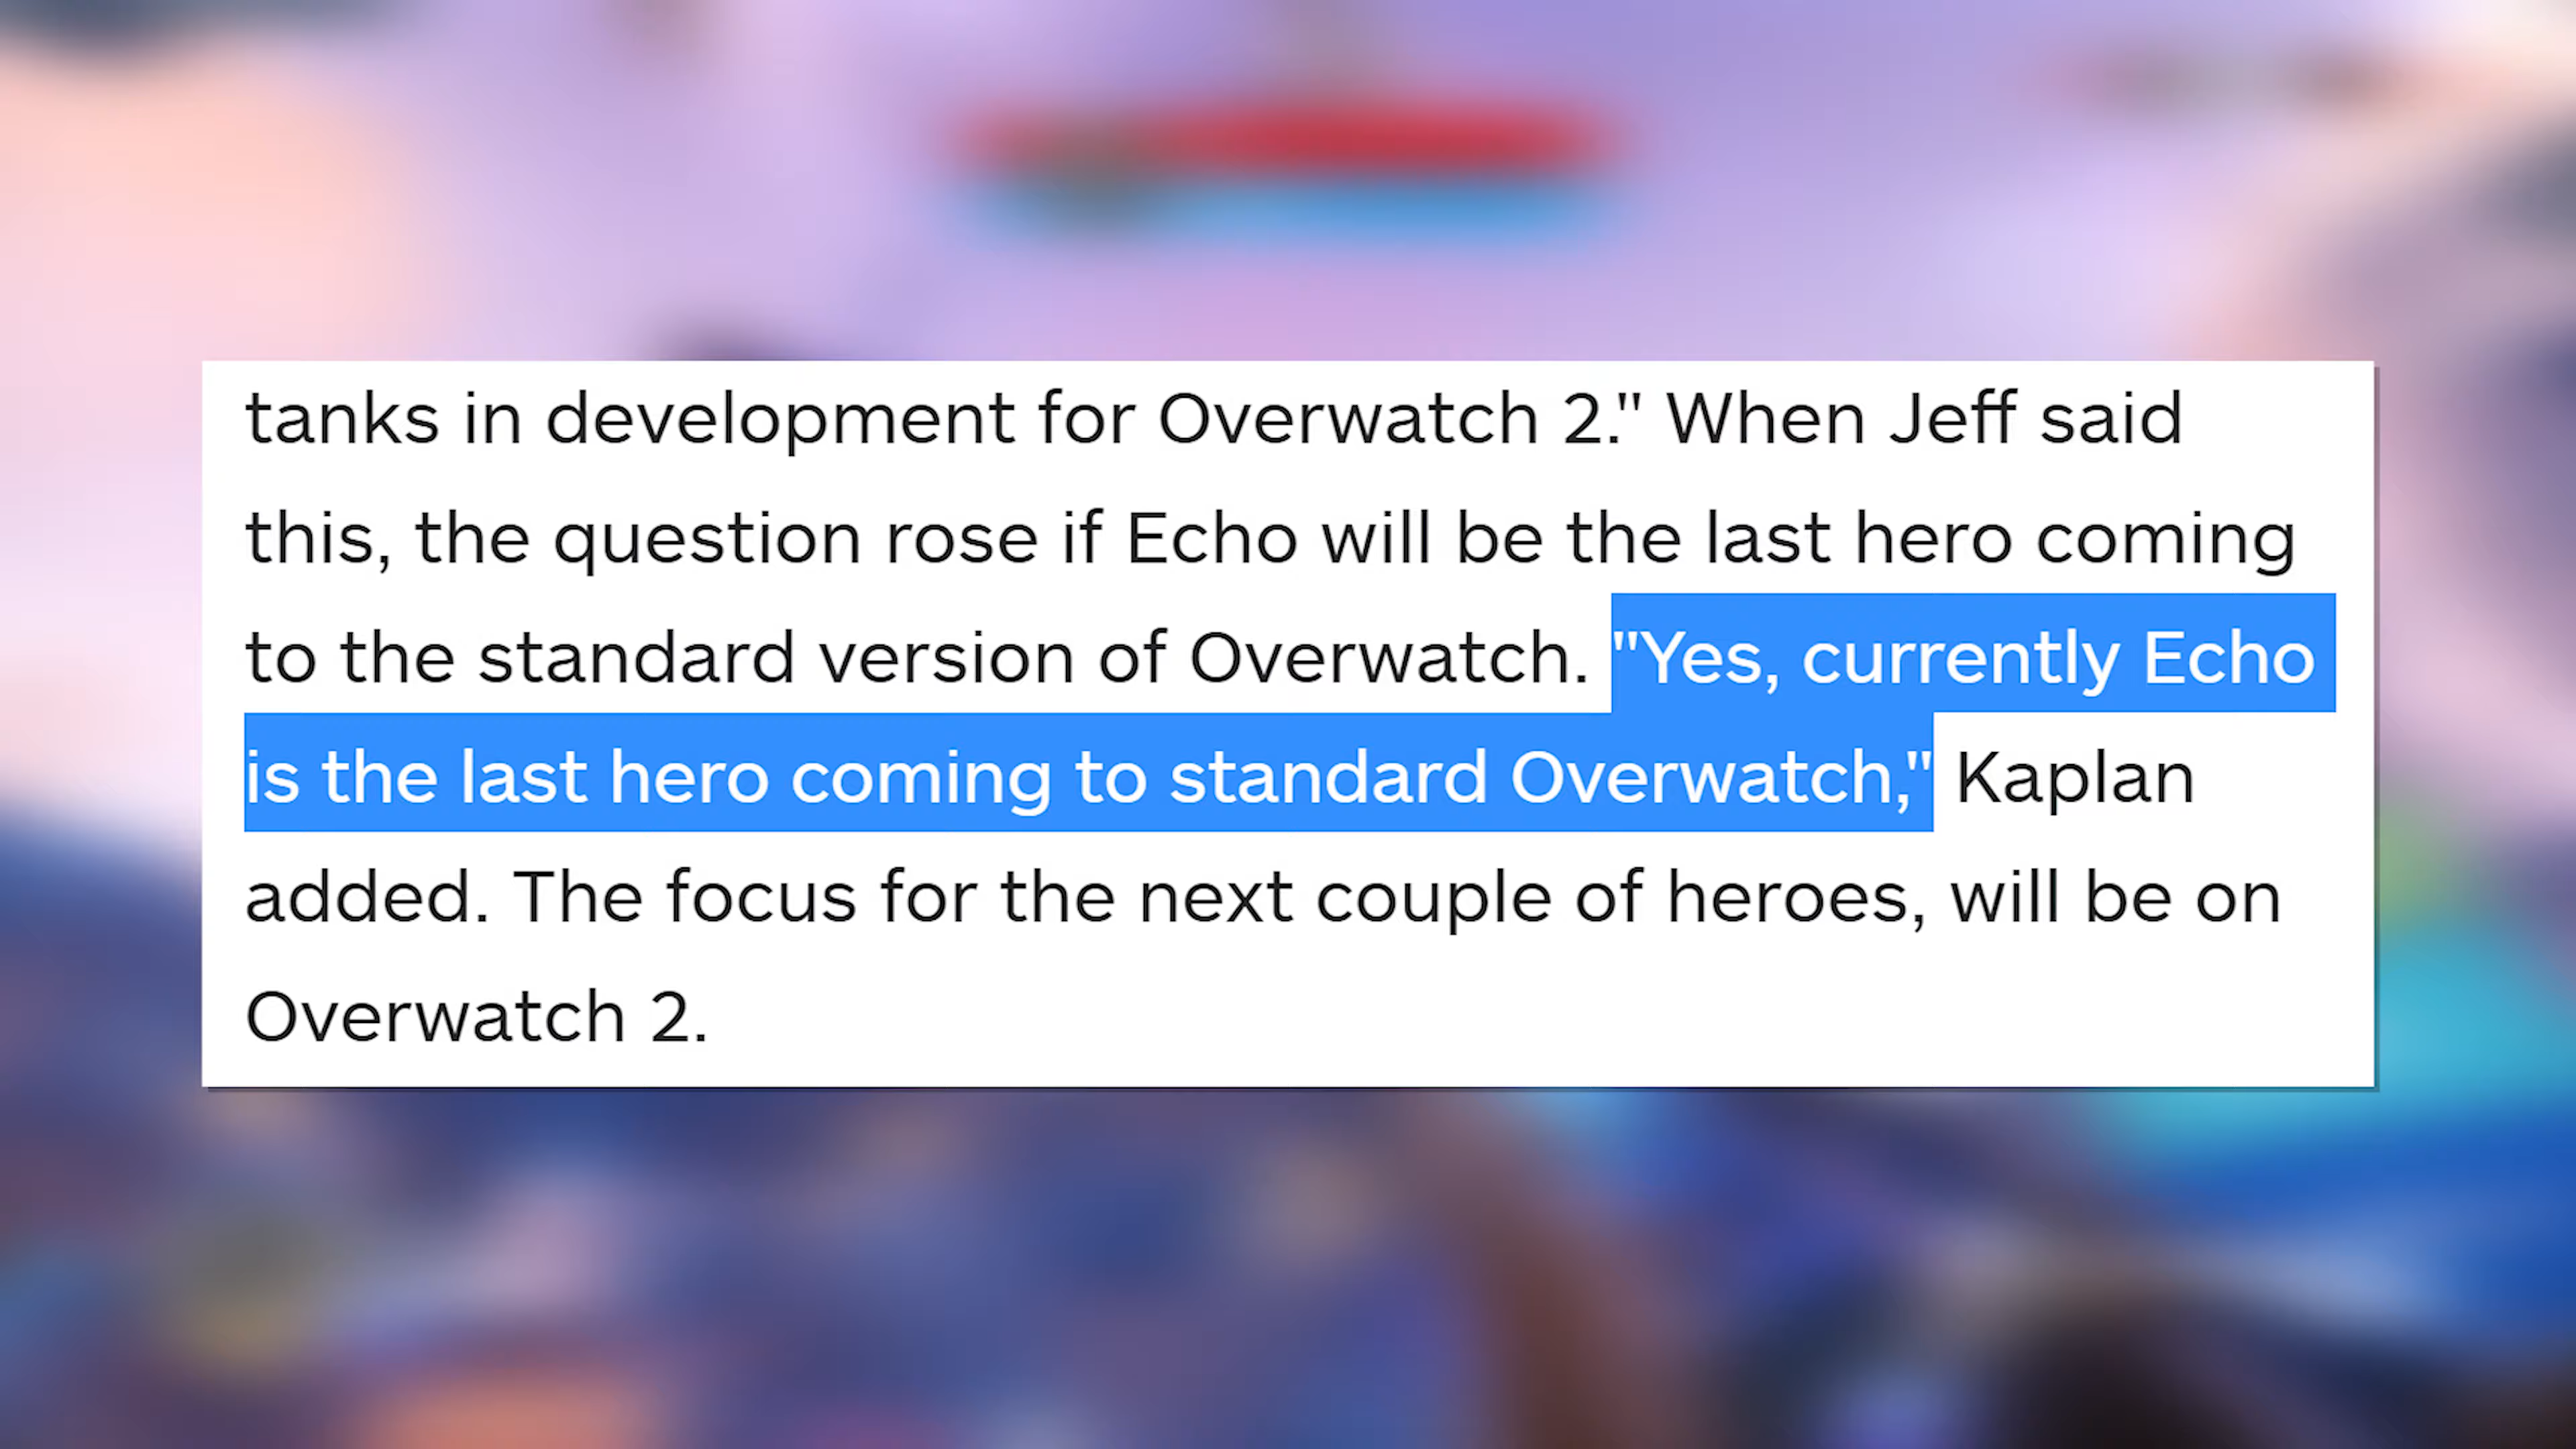 tanks in development for Overwatch 2." When Jeff said
this, the question rose if Echo will be the last hero coming
to the standard version of Overwatch. "Yes, currently Echo
is the last hero coming to standard Overwatch," Kaplan
added. The focus for the next couple of heroes, will be on
Overwatch 2.